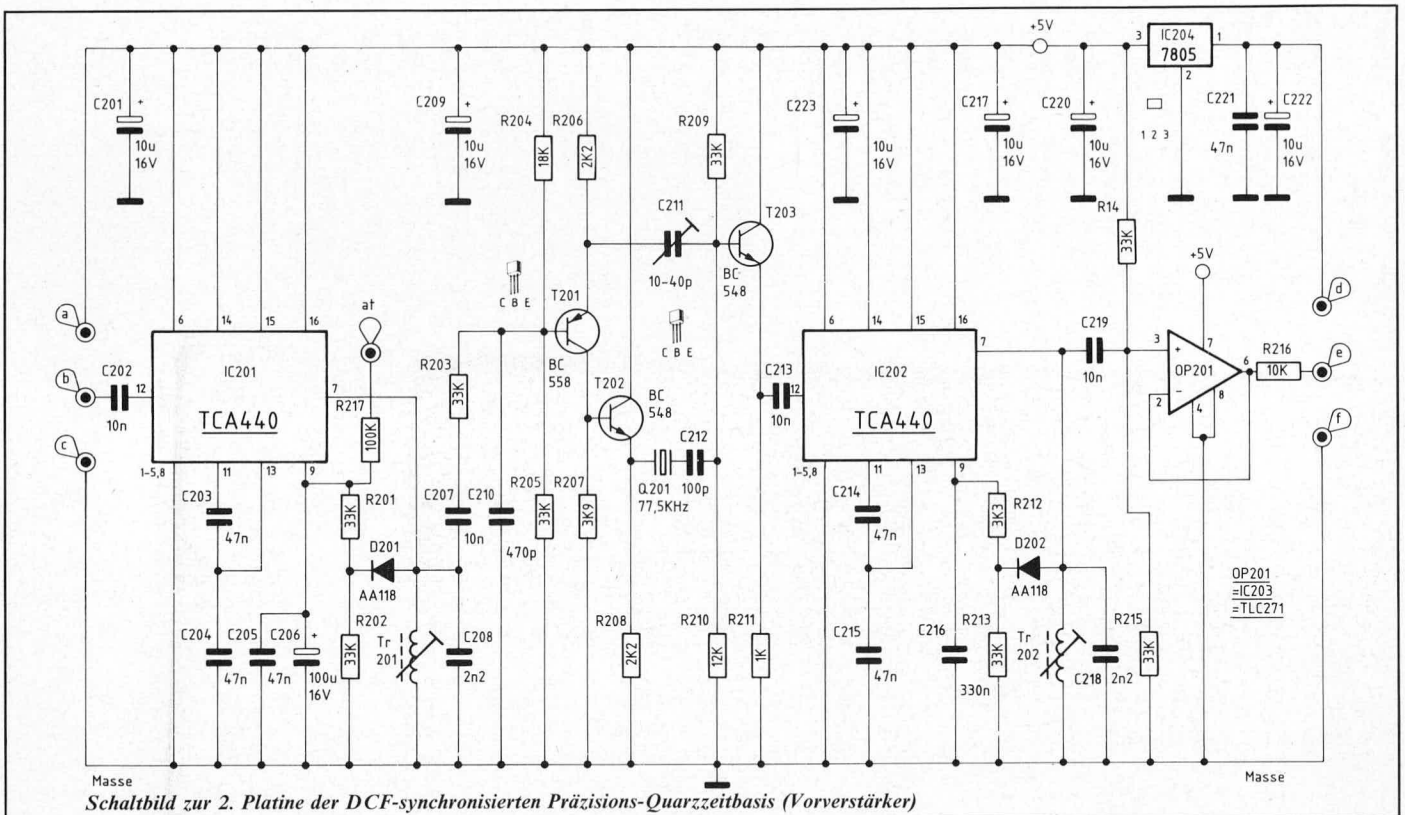 +5V
3 IC204 1
7805
2
C201 +
10u
16V
C209 +
10u
16V
R204
18K
R206
2K2
R209
33K
C223 +
10u
16V
C217 +
10u
16V
C220 +
10u
16V
1 2 3
C221
47n
C222 +
10u
16V
C211
10-40p
T203
BC
548
R14
33K
+5V
C B E
T201
BC
558
C B E
a
b
c
at
d
e
f
C202
10n
12
6 14 15 16
IC201
TCA440
7
1-5,8 11 13 9
R217
100K
R203
33K
T202
BC
548
C213
10n
12
6 14 15 16
IC202
TCA440
7
1-5,8 11 13 9
C219
10n
3 +
2 −
OP201
7
6
4 8
R216
10K
C203
47n
R201
33K
D201
AA118
C207
10n
C210
470p
R205
33K
R207
3K9
Q201
77,5KHz
C212
100p
C214
47n
R212
3K3
D202
AA118
OP201
=IC203
=TLC271
C204
47n
C205
47n
C206 +
100u
16V
R202
33K
Tr
201
C208
2n2
R208
2K2
R210
12K
R211
1K
C215
47n
C216
330n
R213
33K
Tr
202
C218
2n2
R215
33K
Masse
Masse
Schaltbild zur 2. Platine der DCF-synchronisierten Präzisions-Quarzzeitbasis (Vorverstärker)